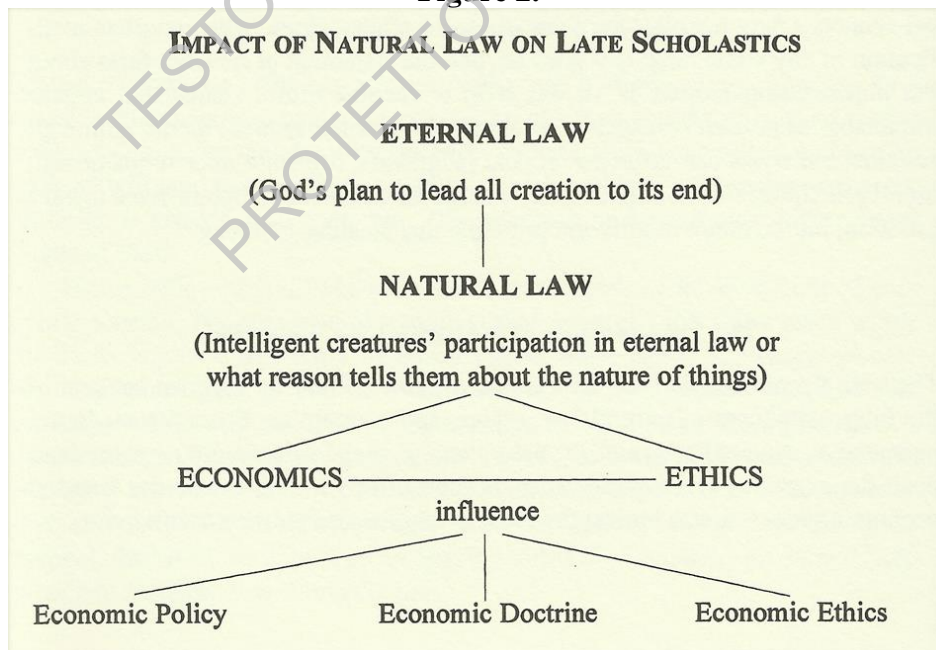 IMPACT OF NATURAL LAW ON LATE SCHOLASTICS
ETERNAL LAW
(God's plan to lead all creation to its end)
NATURAL LAW
(Intelligent creatures' participation in eternal law or
what reason tells them about the nature of things)
ECONOMICS ETHICS
influence
Economic Policy Economic Doctrine Economic Ethics
TESTO
PROTETTO